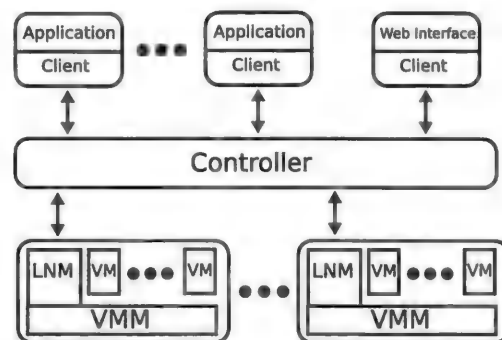 Application
Client
Application
Client
Web Interface
Client
Controller
LNM
VM
VM
VMM
LNM
VM
VM
VMM